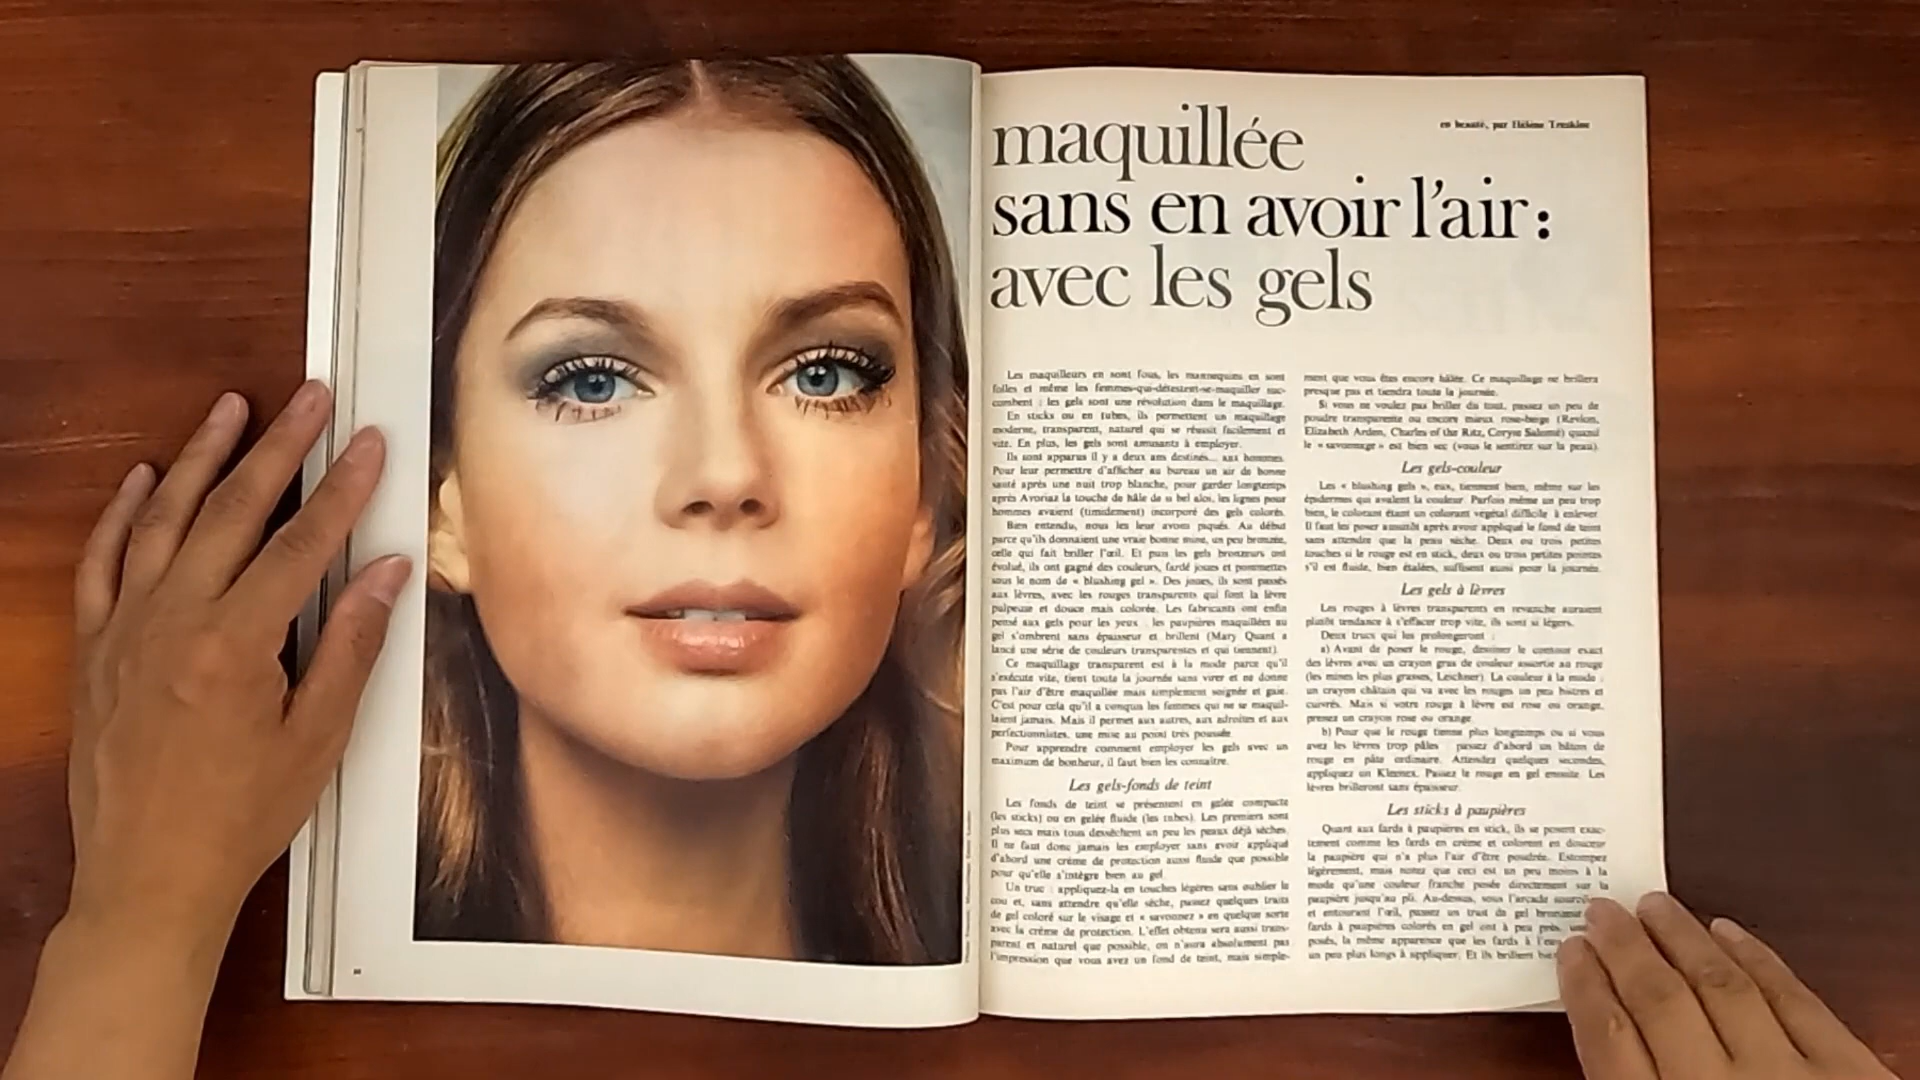 maquillée
sans en avoir l'air :
avec les gels
en beauté, par Hélène
Les maquilleurs en sont fous, les mannequins en sont
folles et même les femmes-qui-détestent-se-maquiller suc-
combent : les gels sont une révolution dans le maquillage.
En sticks ou en tubes, ils permettent un maquillage
moderne, transparent, naturel qui se réussit facilement et
vite. En plus, les gels sont amusants à employer.
Ils sont apparus il y a deux ans destinés... aux hommes.
Pour leur permettre d'afficher au bureau un air de bonne
santé après une nuit trop blanche, pour garder longtemps
après Avoriaz la touche de hâle de si bel aloi, les lignes pour
hommes avaient (timidement) incorporé des gels colorés.
Bien entendu, nous les leur avons piqués. Au début
parce qu'ils donnaient une vraie bonne mine, un peu bronzée,
celle qui fait briller l'œil. Et puis les gels bronzeurs ont
évolué, ils ont gagné des couleurs, fardé joues et pommettes
sous le nom de « blushing gel ». Des joues, ils sont passés
aux lèvres, avec les rouges transparents qui font la lèvre
pulpeuse et douce mais colorée. Les fabricants ont enfin
pensé aux gels pour les yeux : les paupières maquillées au
gel s'ombrent sans épaisseur et brillent (Mary Quant a
lancé une série de couleurs transparentes et qui tiennent).
Ce maquillage transparent est à la mode parce qu'il
s'exécute vite, tient toute la journée sans virer et ne donne
pas l'air d'être maquillée mais simplement soignée et gaie.
C'est pour cela qu'il a conquis les femmes qui ne se maquil-
laient jamais. Mais il permet aux autres, aux adroites et aux
perfectionnistes, une mise au point très poussée.
Pour apprendre comment employer les gels avec un
maximum de bonheur, il faut bien les connaître.
Les gels-fonds de teint
Les fonds de teint se présentent en gelée compacte
(les sticks) ou en gelée fluide (les tubes). Les premiers sont
plus secs mais tous dessèchent un peu les peaux déjà sèches.
Il ne faut donc jamais les employer sans avoir appliqué
d'abord une crème de protection aussi fluide que possible
pour qu'elle s'intègre bien au gel.
Un truc : appliquez-la en touches légères sans oublier le
cou et, sans attendre qu'elle sèche, passez quelques traits
de gel coloré sur le visage et « savonnez » en quelque sorte
avec la crème de protection. L'effet obtenu sera aussi trans-
parent et naturel que possible, on n'aura absolument pas
l'impression que vous avez un fond de teint, mais simple-
ment que vous êtes encore hâlée. Ce maquillage ne brillera
presque pas et tiendra toute la journée.
Si vous ne voulez pas briller du tout, passez un peu de
poudre transparente ou encore mieux rose-beige (Revlon,
Elizabeth Arden, Charles of the Ritz, Coryse Salomé) quand
le « savonnage » est bien sec (vous le sentirez sur la peau).
Les gels-couleur
Les « blushing gels », eux, tiennent bien, même sur les
épidermes qui avalent la couleur. Parfois même un peu trop
bien, le colorant étant un colorant végétal difficile à enlever.
Il faut les poser aussitôt après avoir appliqué le fond de teint
sans attendre que la peau sèche. Deux ou trois petites
touches si le rouge est en stick, deux ou trois petites pointes
s'il est fluide, bien étalées, suffisent aussi pour la journée.
Les gels à lèvres
Les rouges à lèvres transparents en revanche auraient
plutôt tendance à s'effacer trop vite, ils sont si légers.
Deux trucs qui les prolongeront :
a) Avant de poser le rouge, dessiner le contour exact
des lèvres avec un crayon gras de couleur assortie au rouge
(les mines les plus grasses, Leichner). La couleur à la mode :
un crayon châtain qui va avec les rouges un peu bistres et
cuivrés. Mais si votre rouge à lèvre est rose ou orange,
prenez un crayon rose ou orange.
b) Pour que le rouge tienne plus longtemps ou si vous
avez les lèvres trop pâles : passez d'abord un bâton de
rouge en pâte ordinaire. Attendez quelques secondes,
appliquez un Kleenex. Passez le rouge en gel ensuite. Les
lèvres brilleront sans épaisseur.
Les sticks à paupières
Quant aux fards à paupières en stick, ils se posent exac-
tement comme les fards en crème et colorent en douceur
la paupière qui n'a plus l'air d'être poudrée. Estompez
légèrement, mais notez que ceci est un peu moins à la
mode qu'une couleur franche posée directement sur la
paupière jusqu'au pli. Au-dessus, sous l'arcade
et entourant l'œil, passez un trait de gel
fards à paupières colorés en gel ont à peu près, une
posés, la même apparence que les fards à
un peu plus longs à appliquer. Et ils brillent